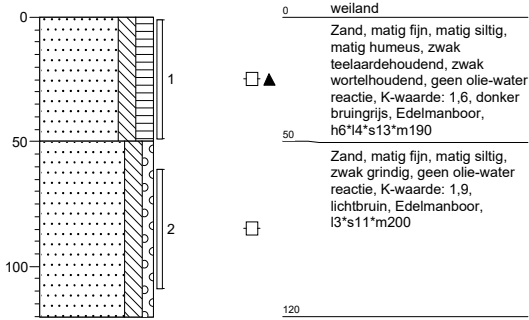 0
50
100
1
2
0
weiland
Zand, matig fijn, matig siltig,
matig humeus, zwak
teelaardehoudend, zwak
wortelhoudend, geen olie-water
reactie, K-waarde: 1,6, donker
bruingrijs, Edelmanboor,
h6*l4*s13*m190
50
Zand, matig fijn, matig siltig,
zwak grindig, geen olie-water
reactie, K-waarde: 1,9,
lichtbruin, Edelmanboor,
l3*s11*m200
120